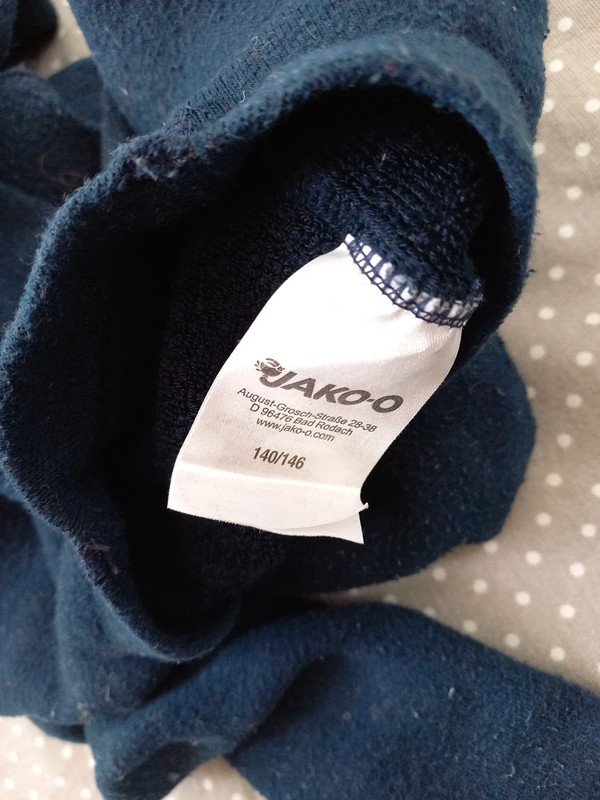 JAKO-O
August-Grosch-Straße 28-38
D 96476 Bad Rodach
www.jako-o.com
140/146